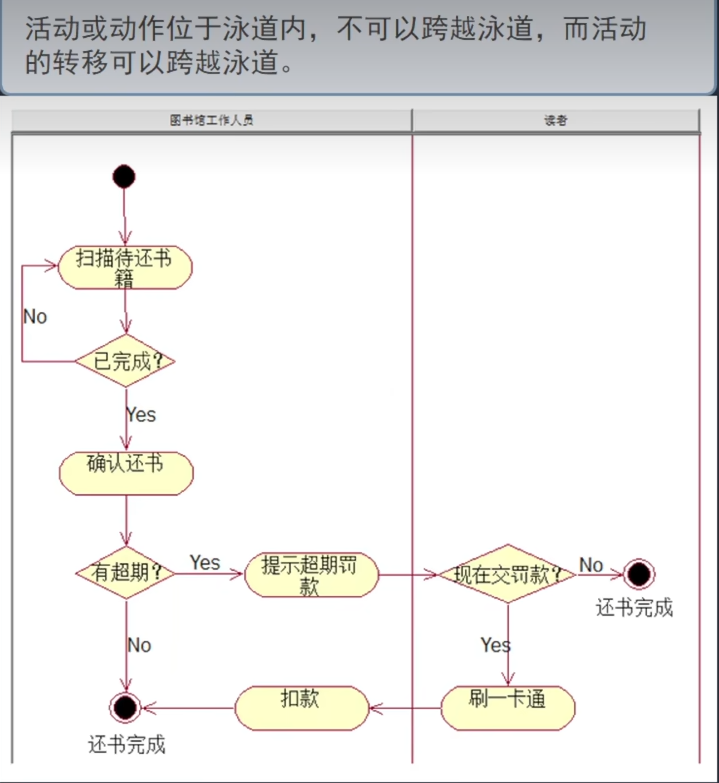 活动或动作位于泳道内，不可以跨越泳道，而活动
的转移可以跨越泳道。
图书馆工作人员
读者
扫描待还书
籍
No
已完成？
Yes
确认还书
有超期？
Yes
提示超期罚
款
现在交罚款？
No
还书完成
No
Yes
扣款
刷一卡通
还书完成